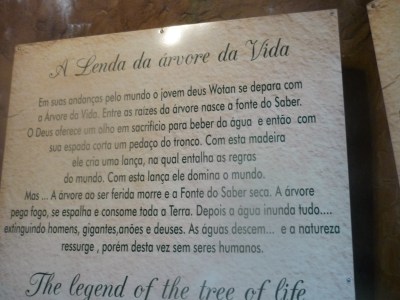 A Lenda da árvore da Vida
Em suas andanças pelo mundo o jovem deus Wotan se depara com
a Árvore da Vida. Entre as raízes da árvore nasce a fonte do Saber.
O Deus oferece um olho em sacrifício para beber da água e então com
sua espada corta um pedaço do tronco. Com esta madeira
ele cria uma lança, na qual entalha as regras
do mundo. Com esta lança ele domina o mundo.
Mas ... A árvore ao ser ferida morre e a Fonte do Saber seca. A árvore
pega fogo, se espalha e consome toda a Terra. Depois a água inunda tudo....
extinguindo homens, gigantes,anões e deuses. As águas descem... e a natureza
ressurge , porém desta vez sem seres humanos.
The legend of the tree of life